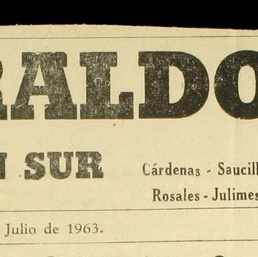 RALDO
N SUR
Cárdenas - Saucill
Rosales - Julimes
Julio de 1963.